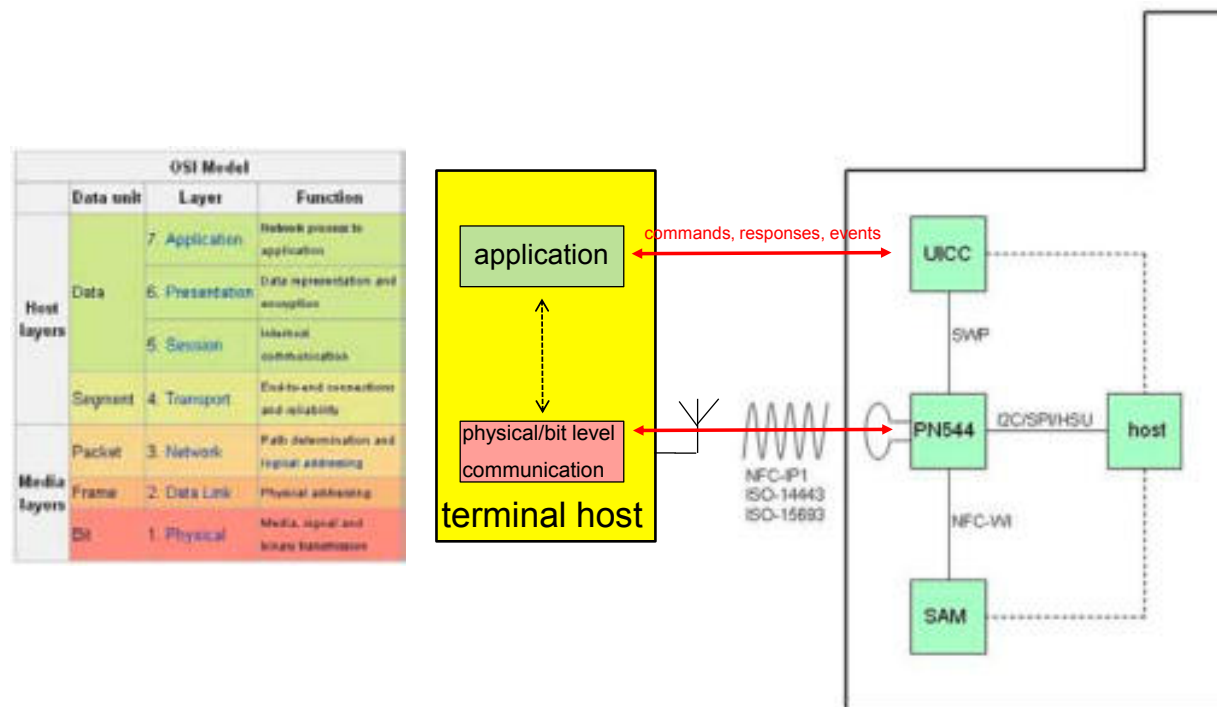 OSI Model
Data unit Layer Function
Host layers
Data
7. Application
Network process to
application
6. Presentation
Data representation and
encryption
5. Session
Interhost
communication
Segment
4. Transport
End-to-end connections
and reliability
Media layers
Packet
3. Network
Path determination and
logical addressing
Frame
2. Data Link
Physical addressing
Bit
1. Physical
Media, signal and
binary transmission
application
physical/bit level
communication
terminal host
commands, responses, events
NFC-IP1
ISO-14443
ISO-15693
UICC
SWP
PN544
I2C/SPI/HSU
host
NFC-WI
SAM